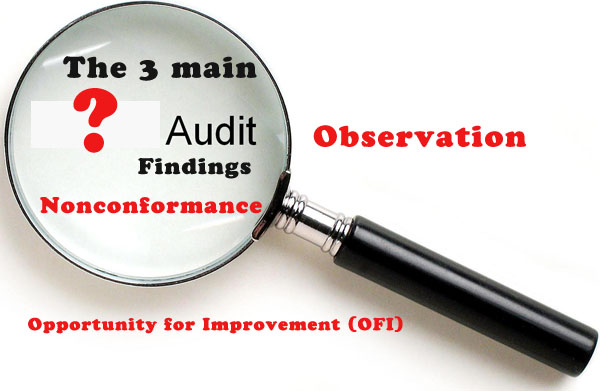 The 3 main
?
Audit
Findings
Observation
Nonconformance
Opportunity for Improvement (OFI)